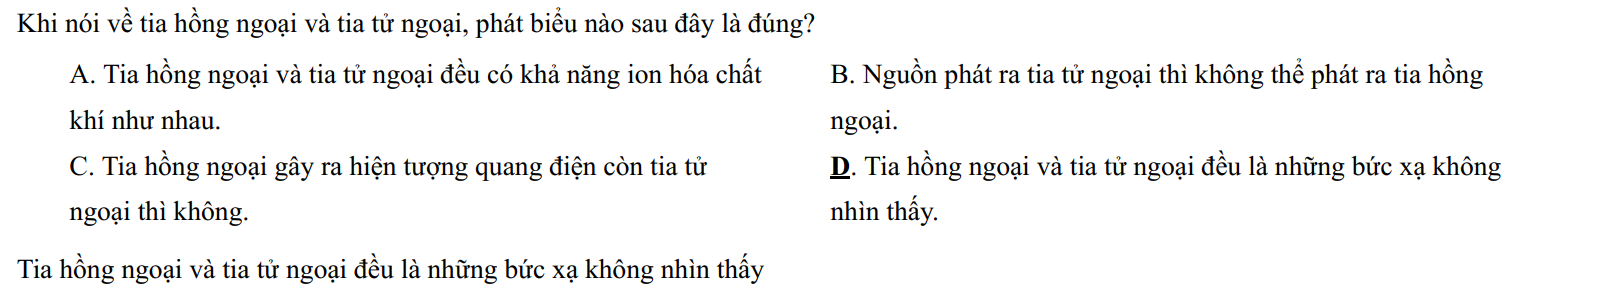 Khi nói về tia hồng ngoại và tia tử ngoại, phát biểu nào sau đây là đúng?
A. Tia hồng ngoại và tia tử ngoại đều có khả năng ion hóa chất
khí như nhau.
B. Nguồn phát ra tia tử ngoại thì không thể phát ra tia hồng
ngoại.
C. Tia hồng ngoại gây ra hiện tượng quang điện còn tia tử
ngoại thì không.
D. Tia hồng ngoại và tia tử ngoại đều là những bức xạ không
nhìn thấy.
Tia hồng ngoại và tia tử ngoại đều là những bức xạ không nhìn thấy